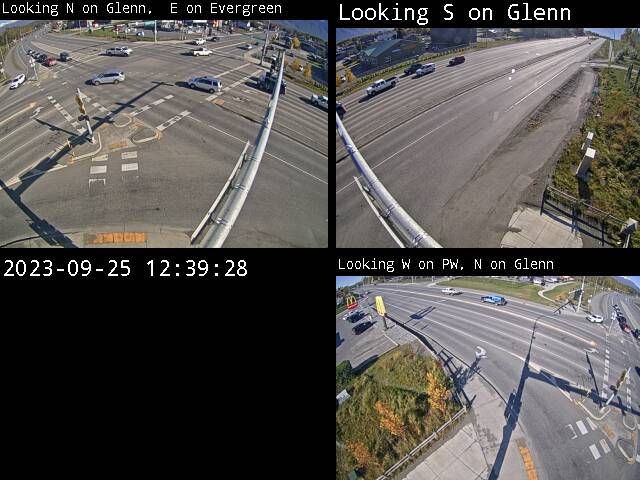 Looking N on Glenn,  E on Evergreen
Looking S on Glenn
2023-09-25 12:39:28
Looking W on PW, N on Glenn